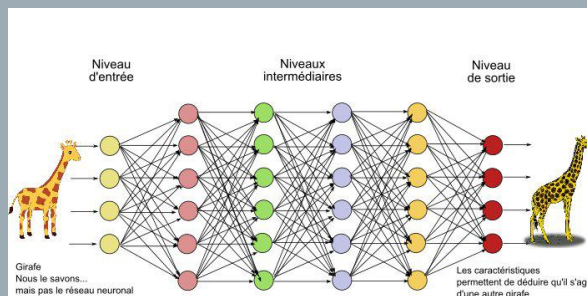 Niveau
d'entrée
Niveaux
intermédiaires
Niveau
de sortie
Girafe
Nous le savons...
mais pas le réseau neuronal
Les caractéristiques
permettent de déduire qu'il s'ag
d'une autre girafe